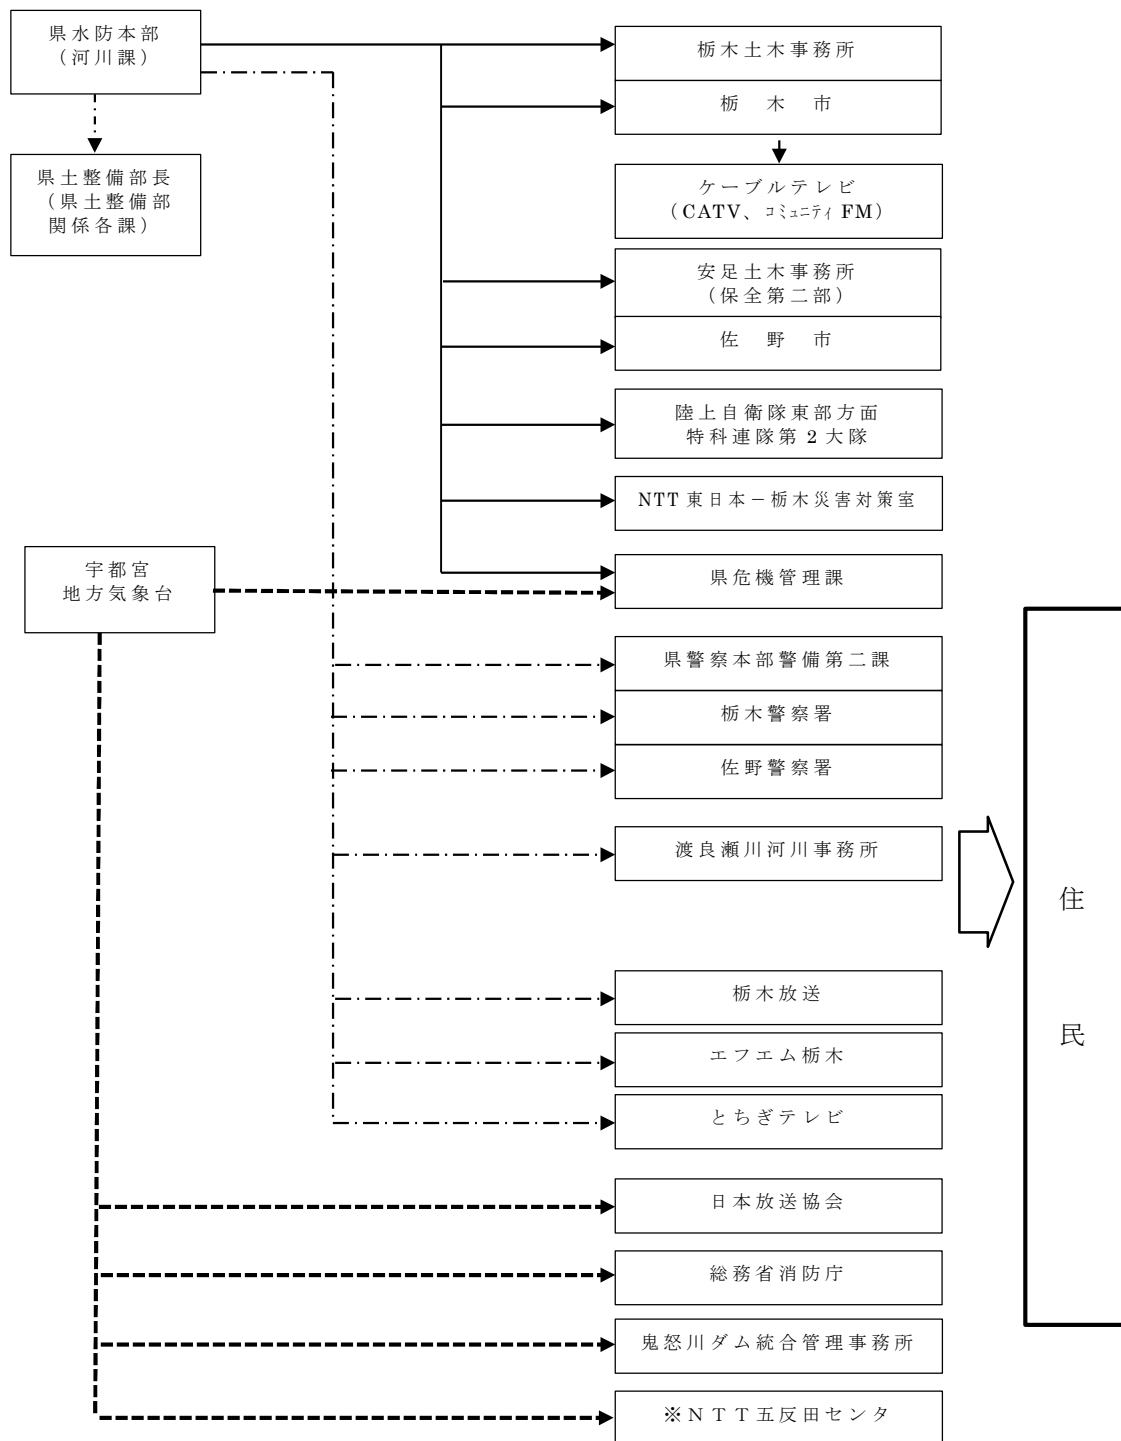 県水防本部
（河川課）
県土整備部長
（県土整備部
関係各課）
栃木土木事務所
栃　木　市
ケーブルテレビ
（CATV、コミュニティFM）
安足土木事務所
（保全第二部）
佐　野　市
陸上自衛隊東部方面
特科連隊第2大隊
NTT東日本－栃木災害対策室
宇都宮
地方気象台
県危機管理課
県警察本部警備第二課
栃木警察署
佐野警察署
渡良瀬川河川事務所
住
民
栃木放送
エフエム栃木
とちぎテレビ
日本放送協会
総務省消防庁
鬼怒川ダム統合管理事務所
※ＮＴＴ五反田センタ